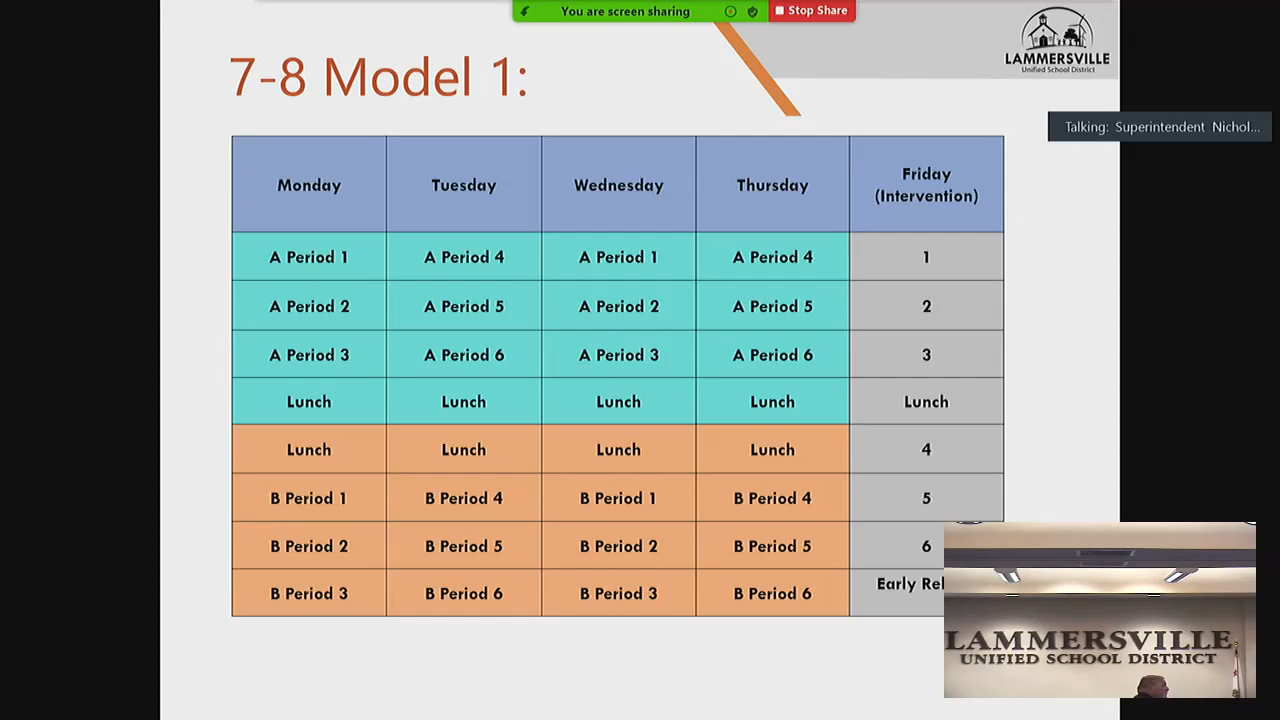 You are screen sharing
Stop Share
LAMMERSVILLE
Unified School District
7-8 Model 1:
Talking: Superintendent Nichol...
Monday Tuesday Wednesday Thursday Friday (Intervention)
A Period 1 A Period 4 A Period 1 A Period 4 1
A Period 2 A Period 5 A Period 2 A Period 5 2
A Period 3 A Period 6 A Period 3 A Period 6 3
Lunch Lunch Lunch Lunch Lunch
Lunch Lunch Lunch Lunch 4
B Period 1 B Period 4 B Period 1 B Period 4 5
B Period 2 B Period 5 B Period 2 B Period 5 6
B Period 3 B Period 6 B Period 3 B Period 6 Early
LAMMERSVILLE
UNIFIED SCHOOL DISTRICT